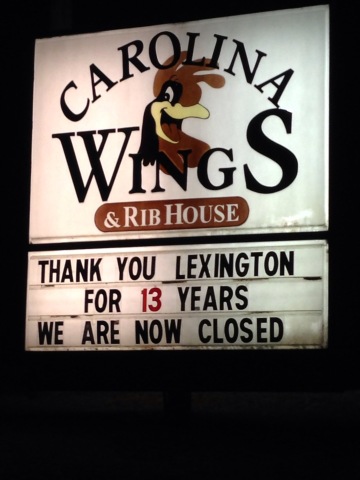 CAROLINA
WINGS
& RIB HOUSE
THANK YOU LEXINGTON
FOR 13 YEARS
WE ARE NOW CLOSED